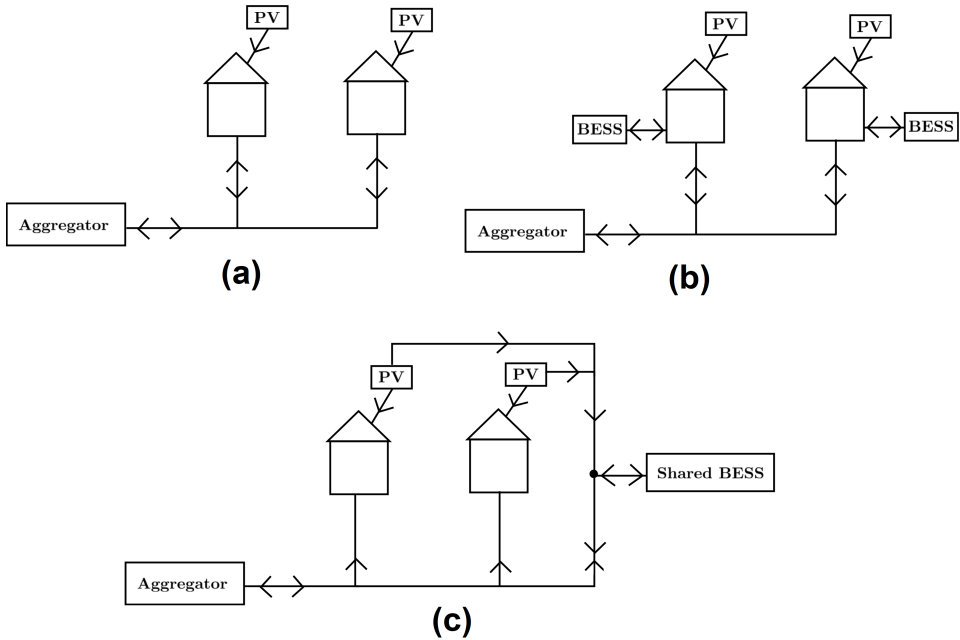 PV
PV
Aggregator
(a)
PV
PV
BESS
BESS
Aggregator
(b)
PV
PV
Shared BESS
Aggregator
(c)